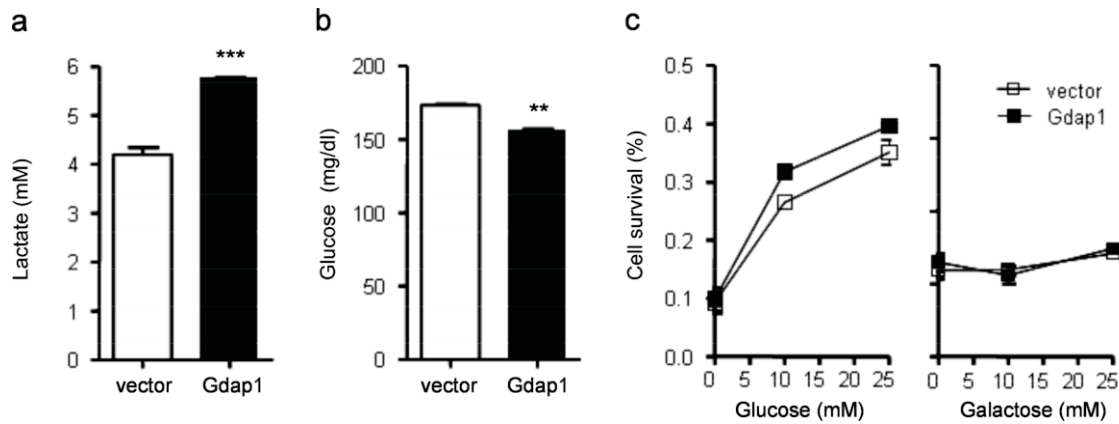 a
Lactate (mM)
6
5
4
3
2
1
0
***
vector
Gdap1
b
Glucose (mg/dl)
200
150
100
50
0
**
vector
Gdap1
c
Cell survival (%)
0.5
0.4
0.3
0.2
0.1
0.0
0 5 10 15 20 25
Glucose (mM)
vector
Gdap1
0 5 10 15 20 25
Galactose (mM)